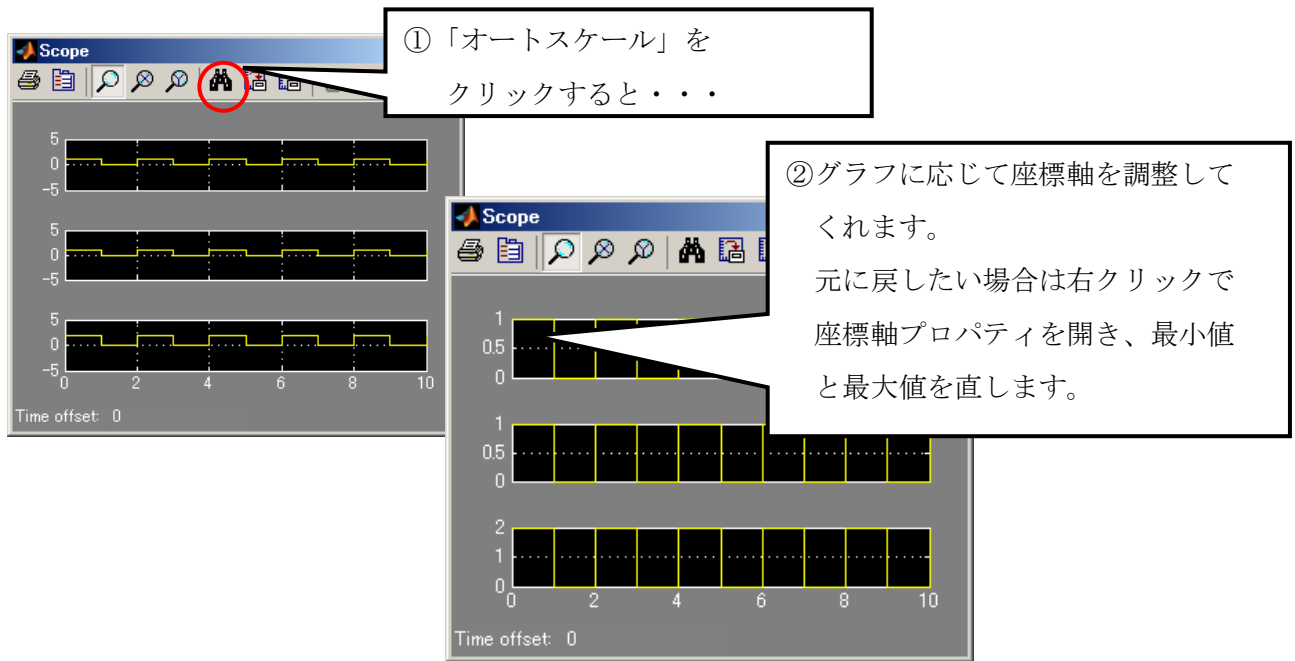 Scope
5
0
-5
5
0
-5
5
0
-5
0 2 4 6 8 10
Time offset: 0
①「オートスケール」を
クリックすると・・・
Scope
1
0.5
0
1
0.5
0
2
1
0
0 2 4 6 8 10
Time offset: 0
②グラフに応じて座標軸を調整して
くれます。
元に戻したい場合は右クリックで
座標軸プロパティを開き、最小値
と最大値を直します。